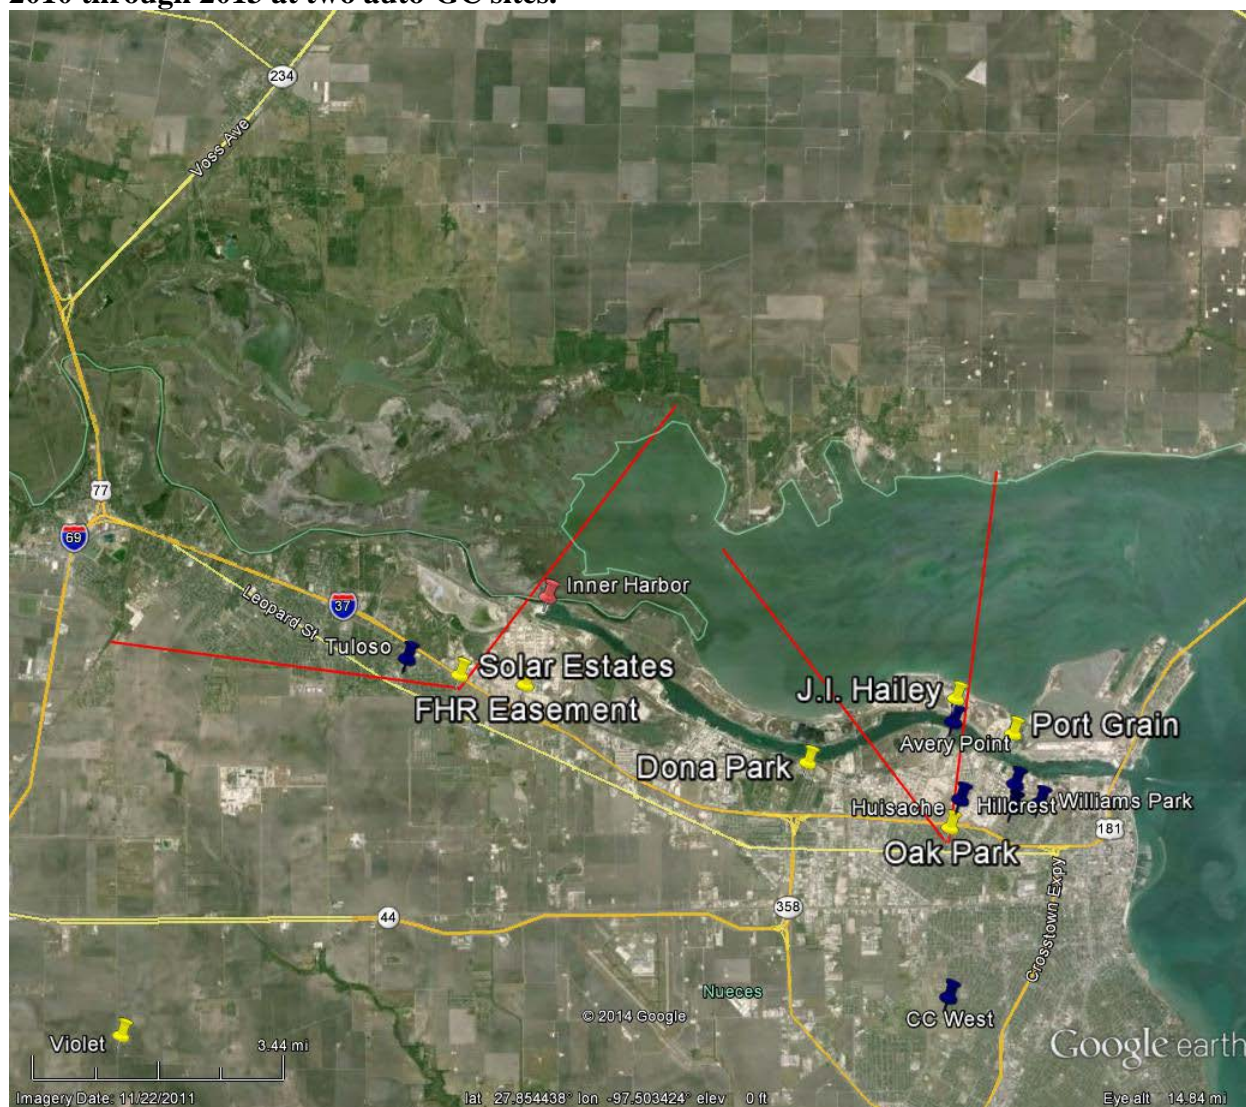 2010 through 2013 at two auto-GC sites.
234
Voss Ave
77
69
37
Leopard St
Inner Harbor
Tuloso
Solar Estates
FHR Easement
J.I. Hailey
Avery Point
Port Grain
Dona Park
Huisache
Hillcrest
Williams Park
Oak Park
181
358
44
Crosstown Expy
Nueces
© 2014 Google
CC West
Violet
3.44 mi
Google earth
Imagery Date: 11/22/2011
lat 27.854438° lon -97.503424° elev 0 ft
Eye alt 14.84 mi